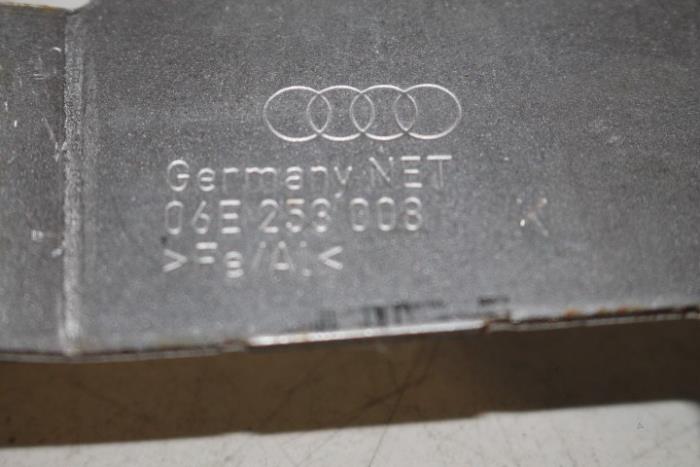 Germany NET
06E 253 008 K
>Fe/Al<